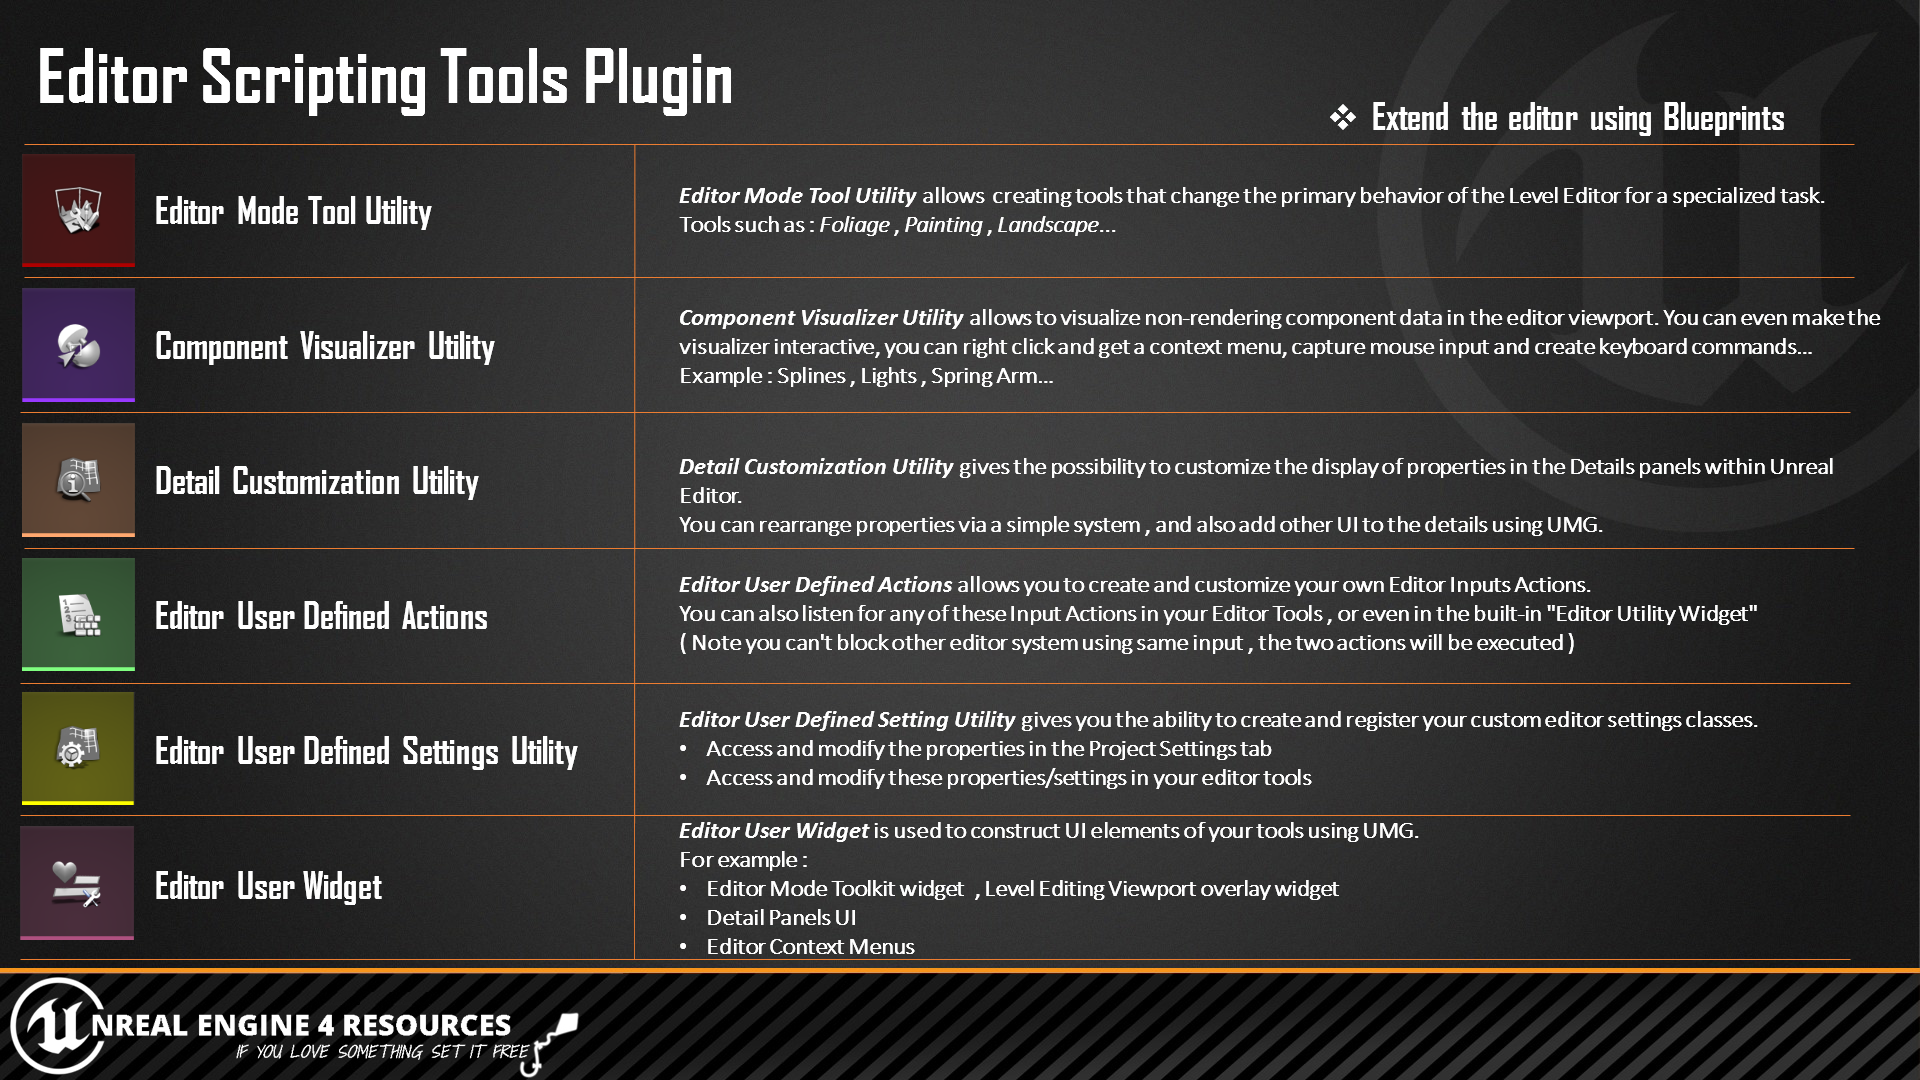 Editor Scripting Tools Plugin
❖ Extend the editor using Blueprints
Editor Mode Tool Utility
Editor Mode Tool Utility allows creating tools that change the primary behavior of the Level Editor for a specialized task.
Tools such as : Foliage , Painting , Landscape...
Component Visualizer Utility
Component Visualizer Utility allows to visualize non-rendering component data in the editor viewport. You can even make the
visualizer interactive, you can right click and get a context menu, capture mouse input and create keyboard commands...
Example : Splines , Lights , Spring Arm...
Detail Customization Utility
Detail Customization Utility gives the possibility to customize the display of properties in the Details panels within Unreal
Editor.
You can rearrange properties via a simple system , and also add other UI to the details using UMG.
Editor User Defined Actions
Editor User Defined Actions allows you to create and customize your own Editor Inputs Actions.
You can also listen for any of these Input Actions in your Editor Tools , or even in the built-in "Editor Utility Widget"
( Note you can't block other editor system using same input , the two actions will be executed )
Editor User Defined Settings Utility
Editor User Defined Setting Utility gives you the ability to create and register your custom editor settings classes.
• Access and modify the properties in the Project Settings tab
• Access and modify these properties/settings in your editor tools
Editor User Widget
Editor User Widget is used to construct UI elements of your tools using UMG.
For example :
• Editor Mode Toolkit widget , Level Editing Viewport overlay widget
• Detail Panels UI
• Editor Context Menus
UNREAL ENGINE 4 RESOURCES
IF YOU LOVE SOMETHING SET IT FREE